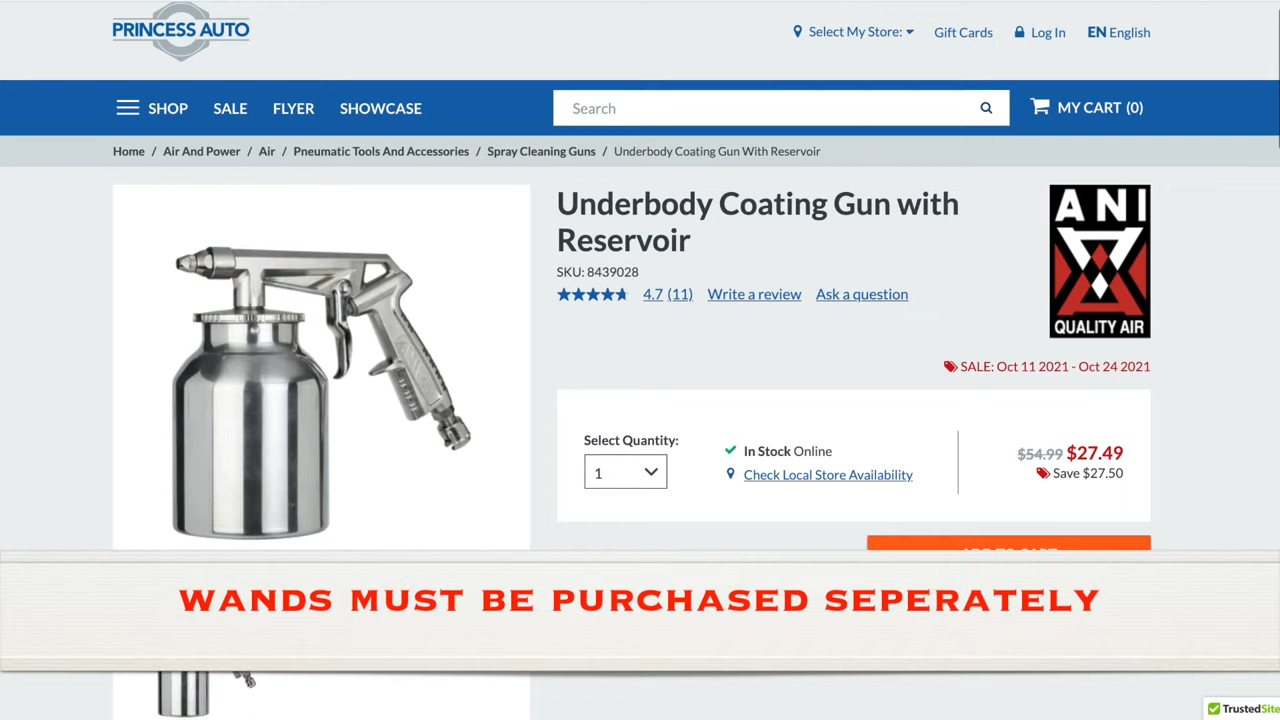 PRINCESS AUTO
Select My Store:
Gift Cards
Log In
EN English
SHOP
SALE
FLYER
SHOWCASE
Search
MY CART (0)
Home / Air And Power / Air / Pneumatic Tools And Accessories / Spray Cleaning Guns / Underbody Coating Gun With Reservoir
Underbody Coating Gun with
Reservoir
SKU: 8439028
4.7 (11) Write a review Ask a question
ANI
QUALITY AIR
SALE: Oct 11 2021 - Oct 24 2021
Select Quantity:
1
In Stock Online
Check Local Store Availability
$54.99 $27.49
Save $27.50
ADD TO CART
WANDS MUST BE PURCHASED SEPERATELY
TrustedSite